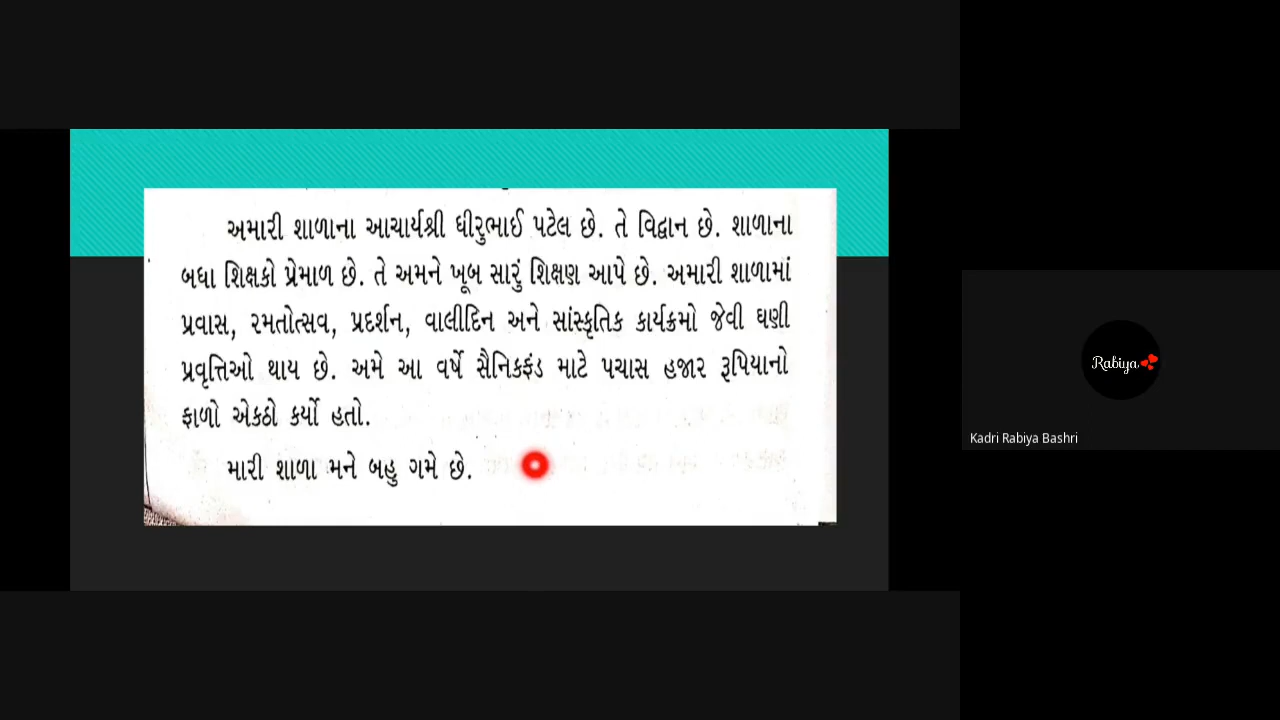 અમારી શાળાના આચાર્યશ્રી ધીરુભાઈ પટેલ છે. તે વિદ્વાન છે. શાળાના
બધા શિક્ષકો પ્રેમાળ છે. તે અમને ખૂબ સારું શિક્ષણ આપે છે. અમારી શાળામાં
પ્રવાસ, રમતોત્સવ, પ્રદર્શન, વાલીદિન અને સાંસ્કૃતિક કાર્યક્રમો જેવી ઘણી
પ્રવૃત્તિઓ થાય છે. અમે આ વર્ષે સૈનિકફંડ માટે પચાસ હજાર રૂપિયાનો
ફાળો એકઠો કર્યો હતો.
મારી શાળા મને બહુ ગમે છે.
Rabiya
Kadri Rabiya Bashri